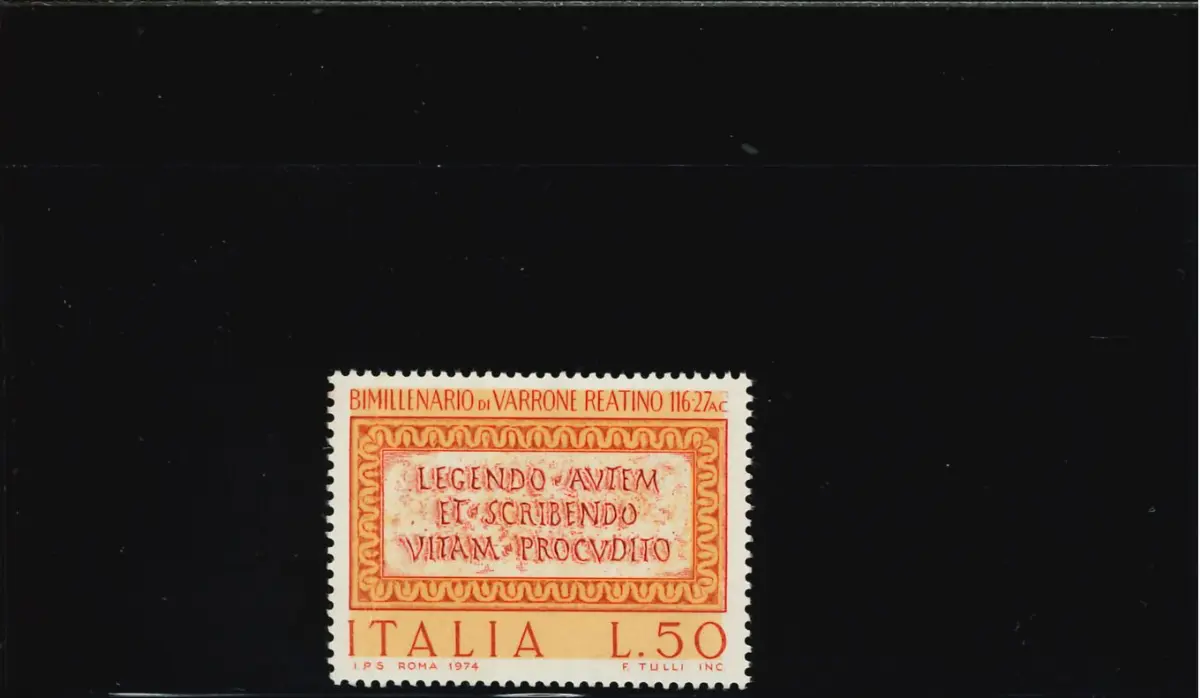 BIMILLENARIO DI VARRONE REATINO 116·27 AC
LEGENDO · AVTEM
ET · SCRIBENDO
VITAM · PROCVDITO
ITALIA L.50
I.P.S. ROMA 1974 F. TULLI INC.